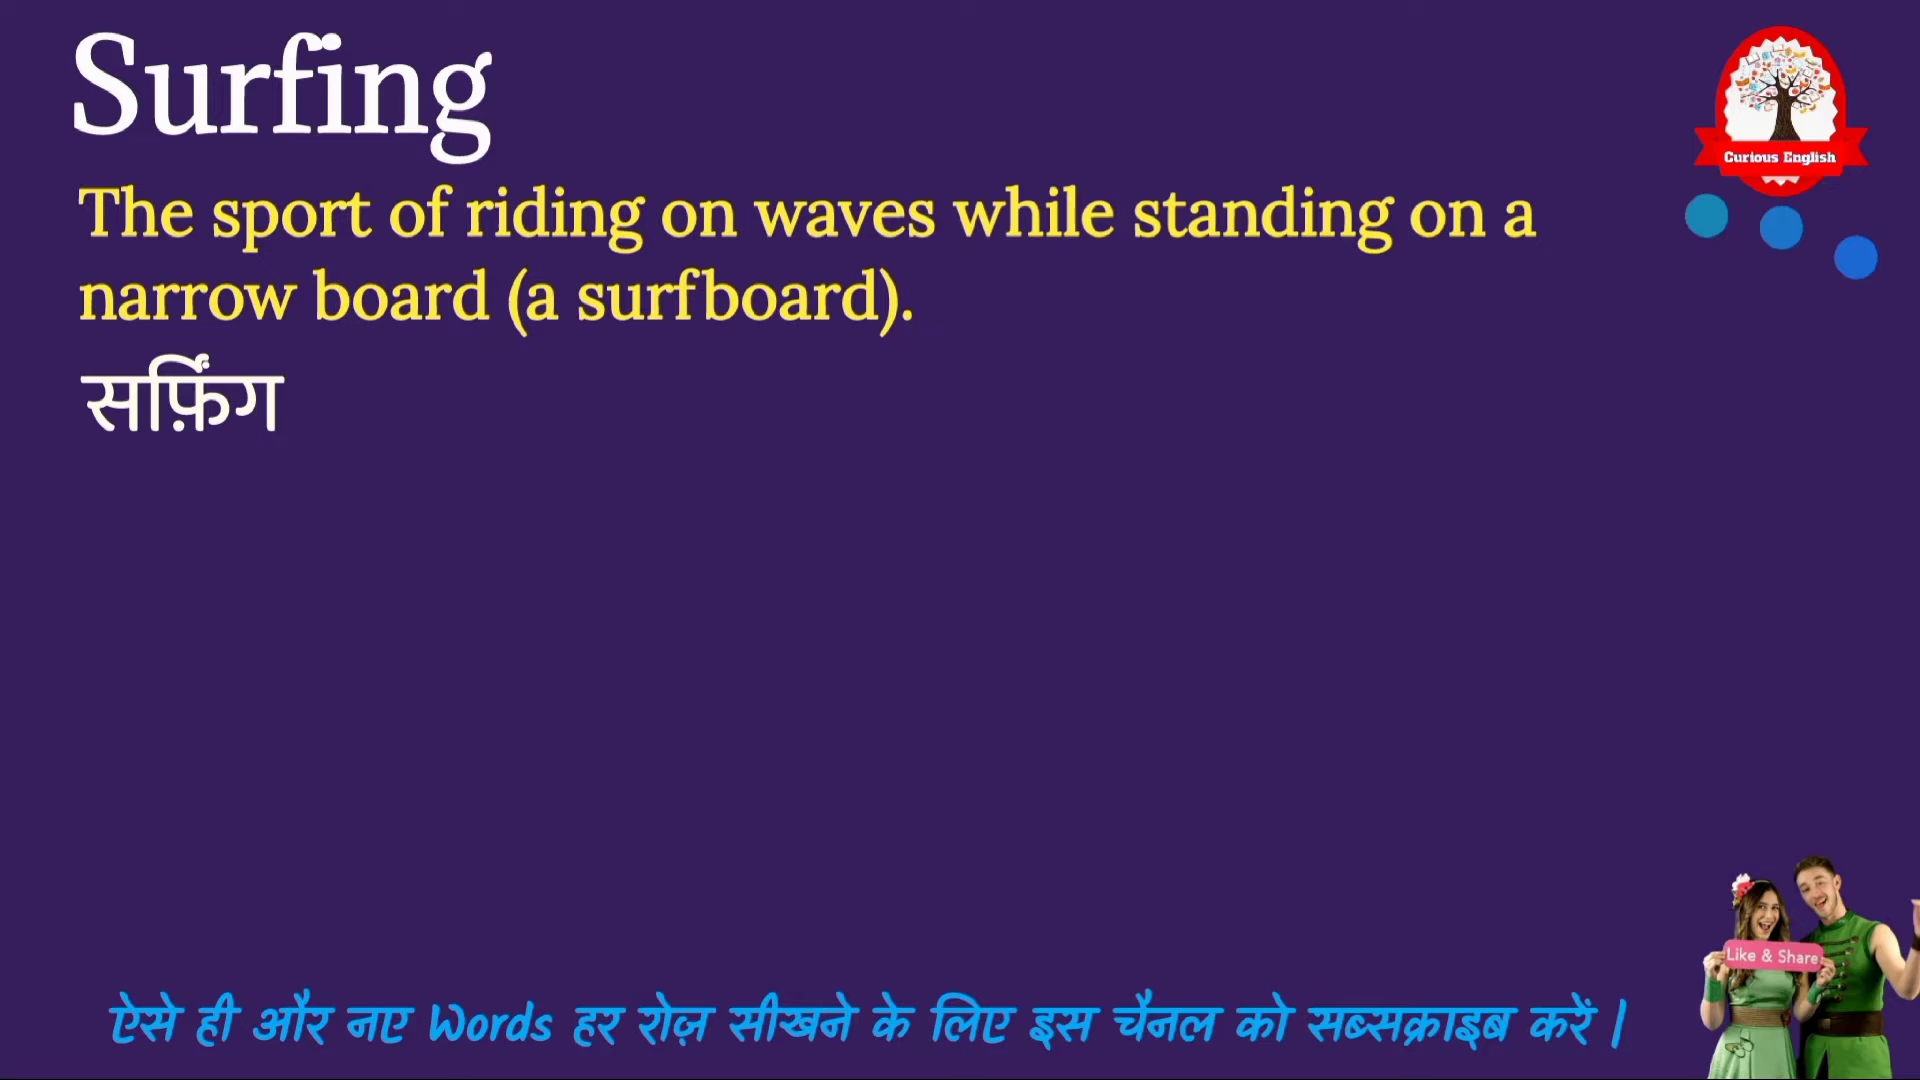 Surfing
Curious English
The sport of riding on waves while standing on a
narrow board (a surfboard).
सर्फ़िंग
Like & Share
ऐसे ही और नए Words हर रोज़ सीखने के लिए इस चैनल को सब्सक्राइब करें |